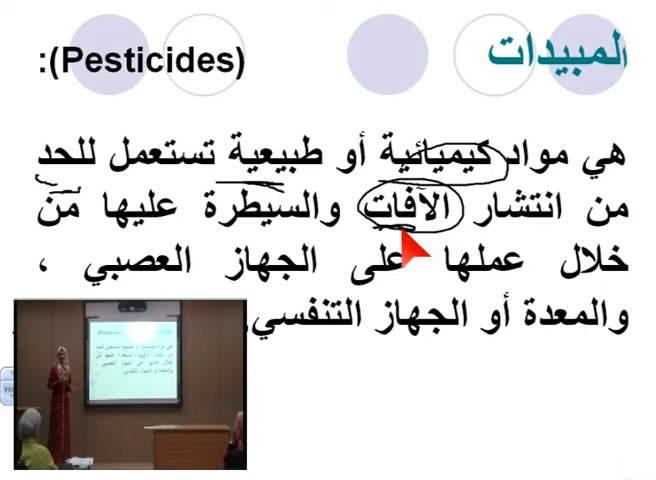 المبيدات (Pesticides):
هي مواد كيميائية أو طبيعية تستعمل للحد
من انتشار الآفات والسيطرة عليها من
خلال عملها على الجهاز العصبي ،
والمعدة أو الجهاز التنفسي.